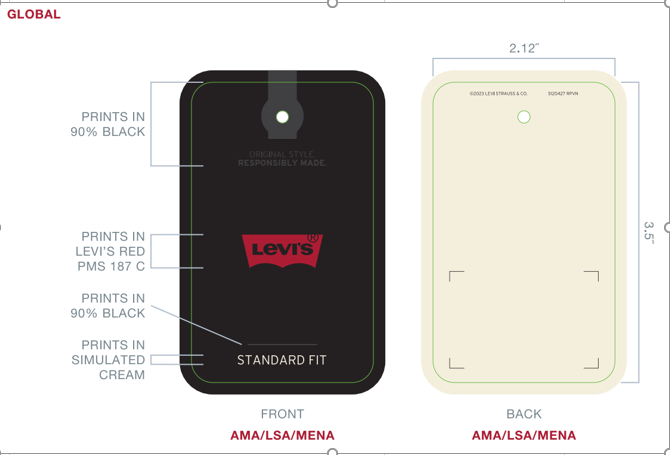 GLOBAL
2.12"
PRINTS IN
90% BLACK
©2023 LEVI STRAUSS & CO.
ORIGINAL STYLE.
RESPONSIBLY MADE.
PRINTS IN
LEVI'S RED
PMS 187 C
LEVI'S®
3.5"
PRINTS IN
90% BLACK
PRINTS IN
SIMULATED
CREAM
STANDARD FIT
FRONT
AMA/LSA/MENA
BACK
AMA/LSA/MENA